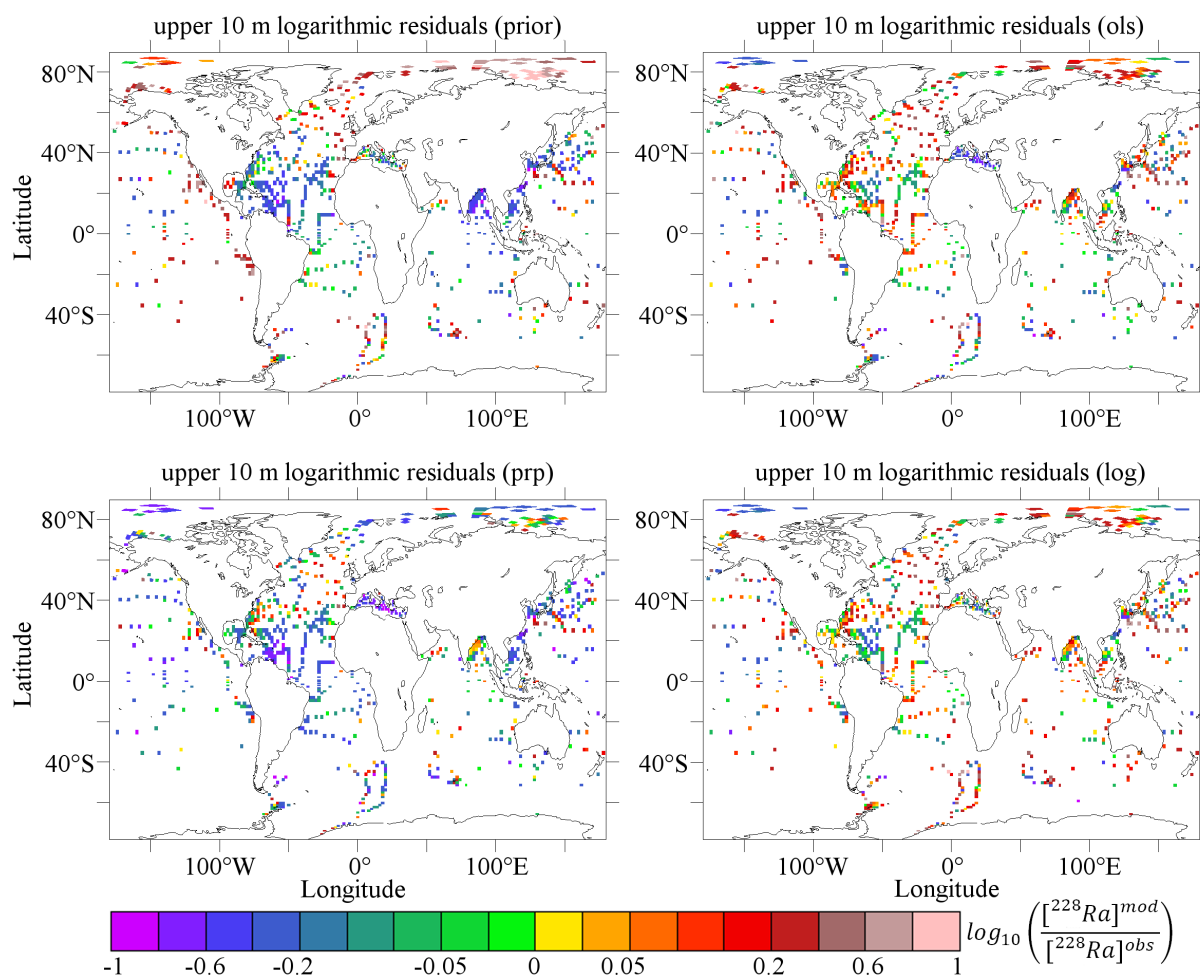 upper 10 m logarithmic residuals (prior)
upper 10 m logarithmic residuals (ols)
80°N
40°N
0°
40°S
Latitude
100°W 0° 100°E
80°N
40°N
0°
40°S
100°W 0° 100°E
upper 10 m logarithmic residuals (prp)
upper 10 m logarithmic residuals (log)
80°N
40°N
0°
40°S
Latitude
100°W 0° 100°E
Longitude
80°N
40°N
0°
40°S
100°W 0° 100°E
Longitude
-1 -0.6 -0.2 -0.05 0 0.05 0.2 0.6 1
log₁₀([²²⁸Ra]ᵐᵒᵈ/[²²⁸Ra]ᵒᵇˢ)